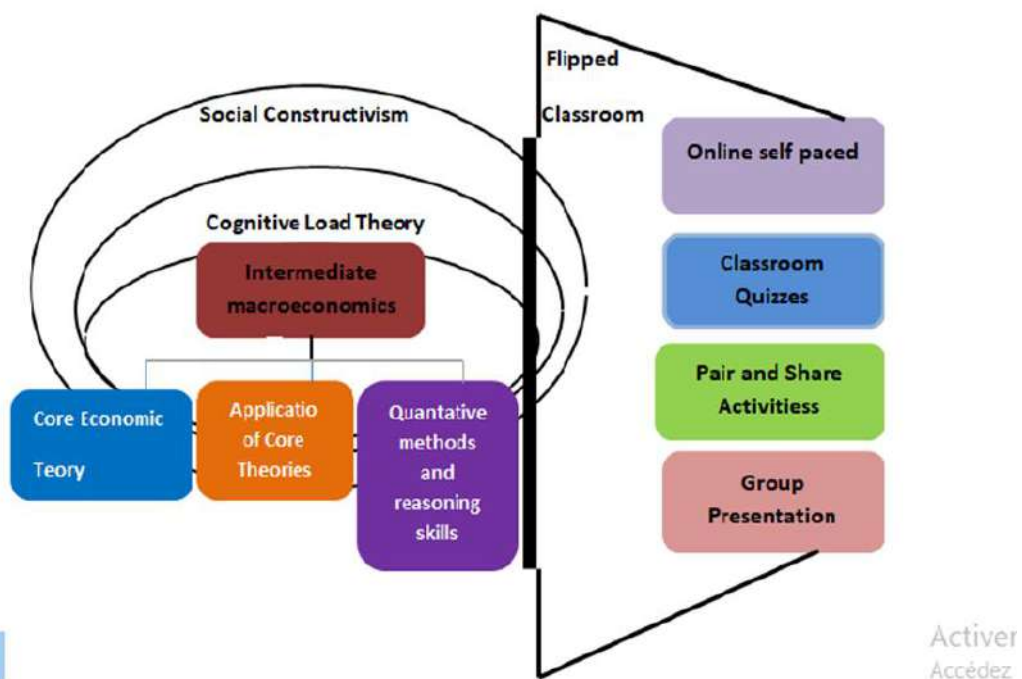 Flipped
Classroom
Social Constructivism
Cognitive Load Theory
Intermediate
macroeconomics
Core Economic
Teory
Applicatio
of Core
Theories
Quantative
methods
and
reasoning
skills
Online self paced
Classroom
Quizzes
Pair and Share
Activitiess
Group
Presentation
Activer
Accédez